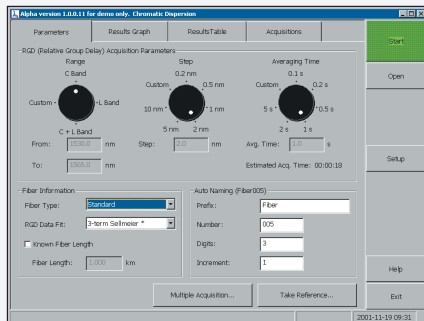 Alpha version 1.0.0.11 for demo only. Chromatic Dispersion
Parameters
Results Graph
ResultsTable
Acquisitions
Start
Open
Setup
Help
Exit
RGD (Relative Group Delay) Acquisition Parameters
Range
C Band
Custom
L Band
C + L Band
From: 1530.0 nm
To: 1565.0 nm
Step
0.2 nm
Custom
0.5 nm
10 nm
1 nm
5 nm
2 nm
Step: 2.0 nm
Averaging Time
0.1 s
Custom
0.2 s
5 s
0.5 s
2 s
1 s
Avg. Time: 1.0 s
Estimated Acq. Time: 00:00:18
Fiber Information
Fiber Type: Standard
RGD Data Fit: 3-term Sellmeier *
Known Fiber Length
Fiber Length: 1.000 km
Auto Naming (Fiber005)
Prefix: Fiber
Number: 005
Digits: 3
Increment: 1
Multiple Acquisition...
Take Reference...
2001-11-19 09:31